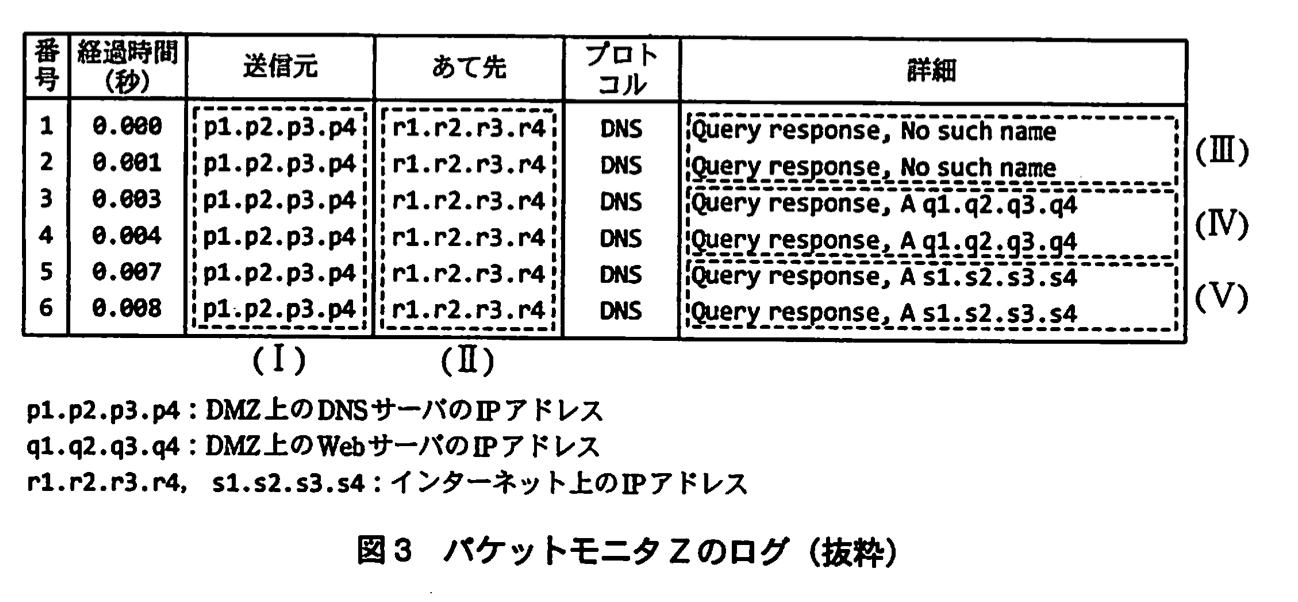 番号 経過時間(秒) 送信元 あて先 プロトコル 詳細
1 0.000 p1.p2.p3.p4 r1.r2.r3.r4 DNS Query response, No such name
2 0.001 p1.p2.p3.p4 r1.r2.r3.r4 DNS Query response, No such name
(Ⅲ)
3 0.003 p1.p2.p3.p4 r1.r2.r3.r4 DNS Query response, A q1.q2.q3.q4
4 0.004 p1.p2.p3.p4 r1.r2.r3.r4 DNS Query response, A q1.q2.q3.q4
(Ⅳ)
5 0.007 p1.p2.p3.p4 r1.r2.r3.r4 DNS Query response, A s1.s2.s3.s4
6 0.008 p1.p2.p3.p4 r1.r2.r3.r4 DNS Query response, A s1.s2.s3.s4
(Ⅴ)
(Ⅰ) (Ⅱ)
p1.p2.p3.p4：DMZ上のDNSサーバのIPアドレス
q1.q2.q3.q4：DMZ上のWebサーバのIPアドレス
r1.r2.r3.r4, s1.s2.s3.s4：インターネット上のIPアドレス
図3 パケットモニタZのログ（抜粋）